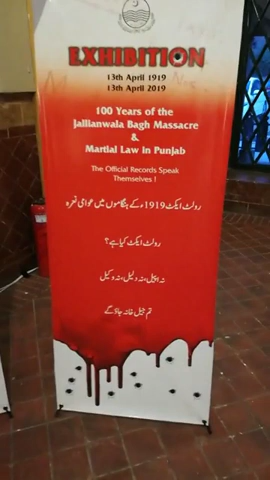 EXHIBITION
13th April 1919
13th April 2019
100 Years of the
Jallianwala Bagh Massacre
&
Martial Law in Punjab
The Official Records Speak
Themselves !
رولٹ ایکٹ 1919ء کے ہنگاموں میں عوامی نعرہ
رولٹ ایکٹ کیا ہے؟
نہ اپیل، نہ دلیل، نہ وکیل
تم جیل خانہ جاؤ گے